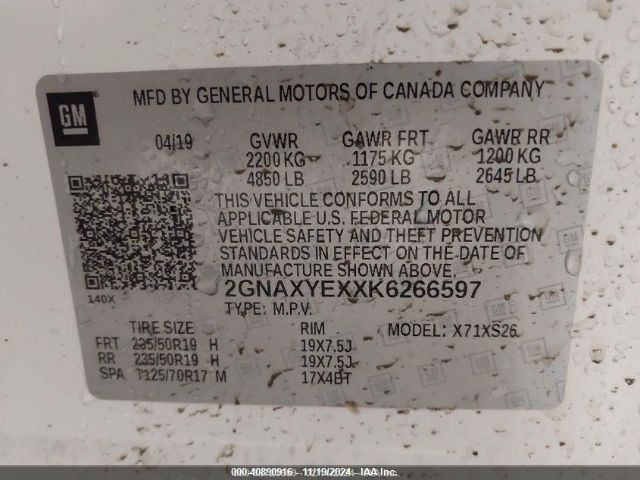 GM
MFD BY GENERAL MOTORS OF CANADA COMPANY
04/19 GVWR GAWR FRT GAWR RR
2200 KG 1175 KG 1200 KG
4850 LB 2590 LB 2645 LB
THIS VEHICLE CONFORMS TO ALL
APPLICABLE U.S. FEDERAL MOTOR
VEHICLE SAFETY AND THEFT PREVENTION
STANDARDS IN EFFECT ON THE DATE OF
MANUFACTURE SHOWN ABOVE.
140X
2GNAXYEXXK6266597
TYPE: M.P.V.
TIRE SIZE RIM MODEL: X71XS26
FRT 235/50R19 H 19X7.5J
RR 235/50R19 H 19X7.5J
SPA T125/70R17 M 17X4BT
000-40890916 - 11/19/2024 - IAA Inc.